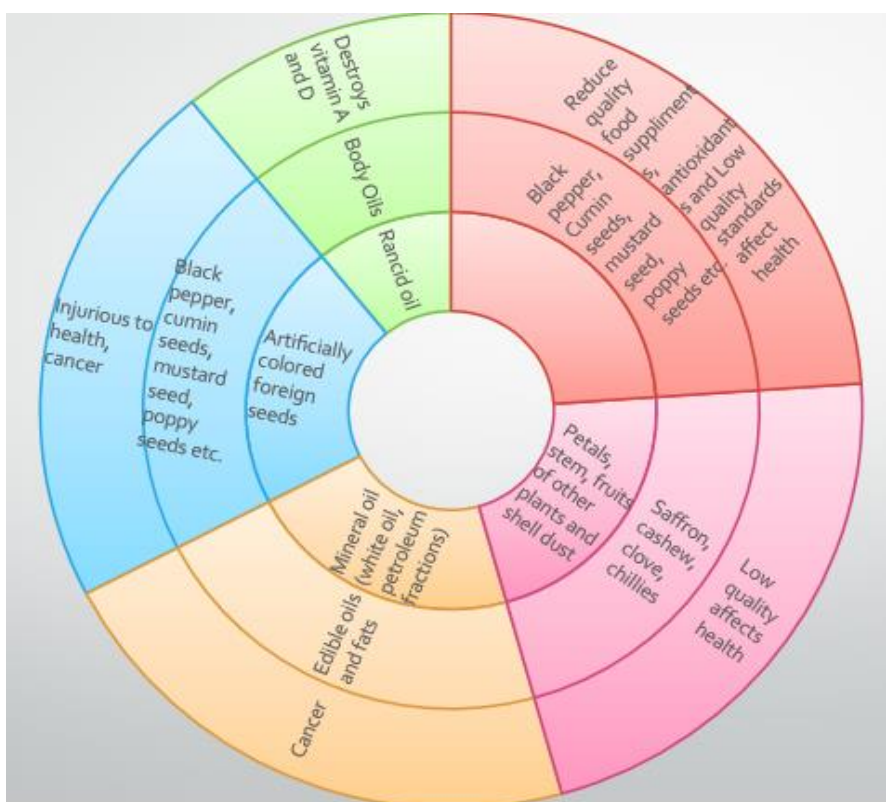 Destroys
vitamin A
and D
Body Oils
Rancid oil
Reduce
quality
food
suppliment
s,
antioxidant
s and Low
quality
standards
affect
health
Black
pepper,
Cumin
seeds,
mustard
seed,
poppy
seeds etc.
Petals,
stem, fruits
of other
plants and
shell dust
Saffron,
cashew,
clove,
chillies
Low
quality
affects
health
Mineral oil
(white oil,
petroleum
fractions)
Edible oils
and fats
Cancer
Artificially
colored
foreign
seeds
Black
pepper,
cumin
seeds,
mustard
seed,
poppy
seeds etc.
Injurious to
health,
cancer